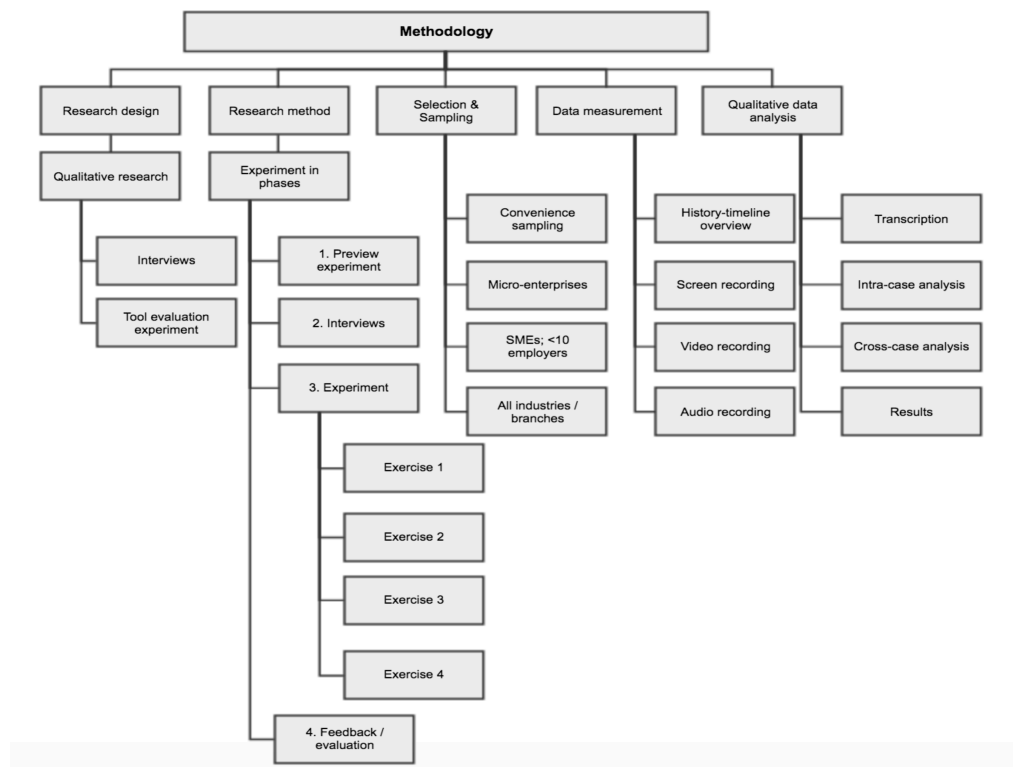 Methodology
Research design
Research method
Selection &
Sampling
Data measurement
Qualitative data
analysis
Qualitative research
Interviews
Tool evaluation
experiment
Experiment in
phases
1. Preview
experiment
2. Interviews
3. Experiment
Exercise 1
Exercise 2
Exercise 3
Exercise 4
4. Feedback /
evaluation
Convenience
sampling
Micro-enterprises
SMEs; <10
employers
All industries /
branches
History-timeline
overview
Screen recording
Video recording
Audio recording
Transcription
Intra-case analysis
Cross-case analysis
Results